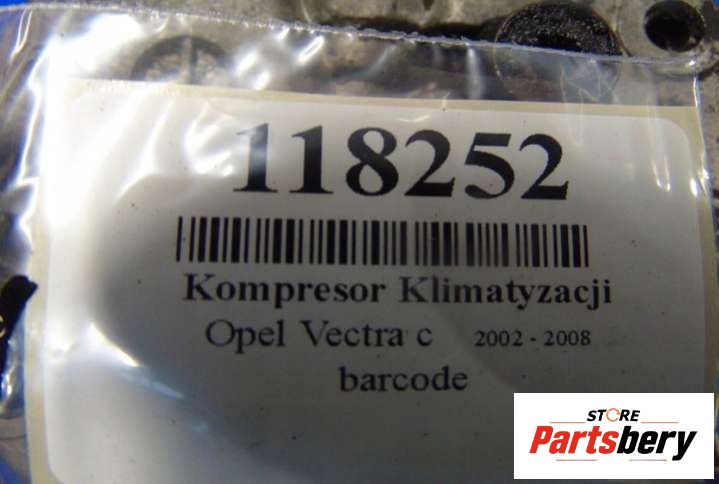 118252
Kompresor Klimatyzacji
Opel Vectra c 2002 - 2008
barcode
STORE
Partsbery